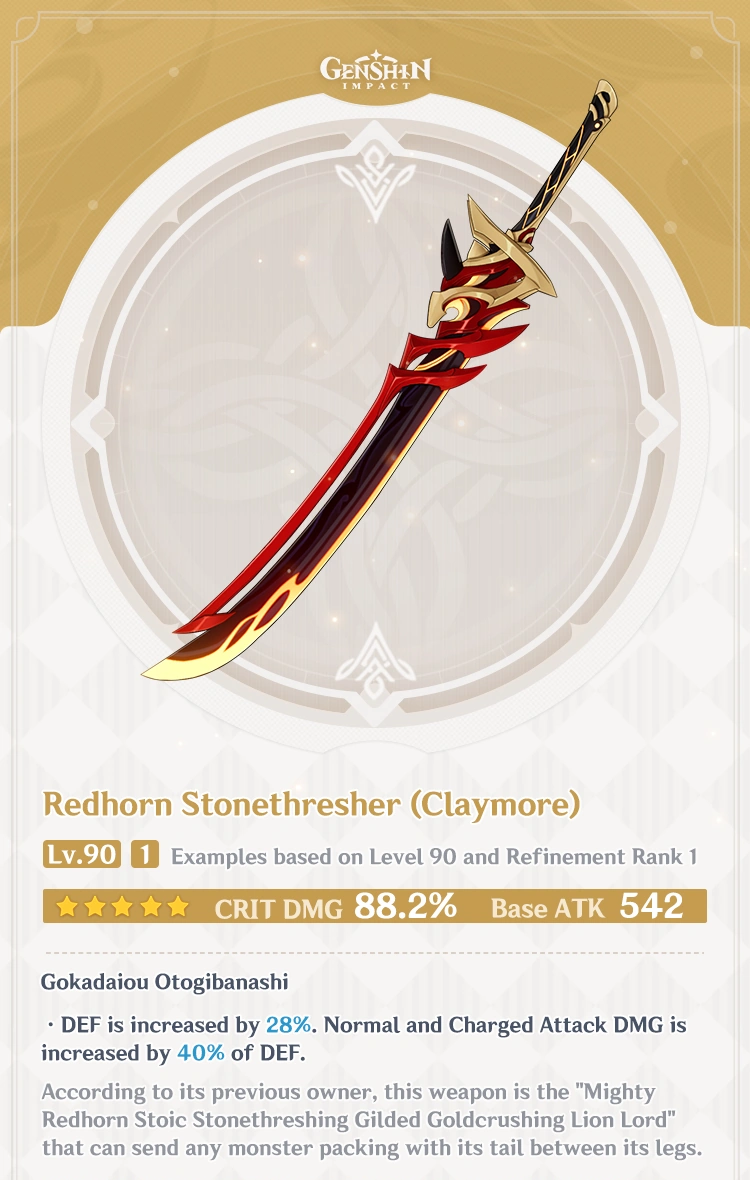 GENSHIN
IMPACT
Redhorn Stonethresher (Claymore)
Lv.90 1 Examples based on Level 90 and Refinement Rank 1
CRIT DMG 88.2% Base ATK 542
Gokadaiou Otogibanashi
· DEF is increased by 28%. Normal and Charged Attack DMG is
increased by 40% of DEF.
According to its previous owner, this weapon is the "Mighty
Redhorn Stoic Stonethreshing Gilded Goldcrushing Lion Lord"
that can send any monster packing with its tail between its legs.